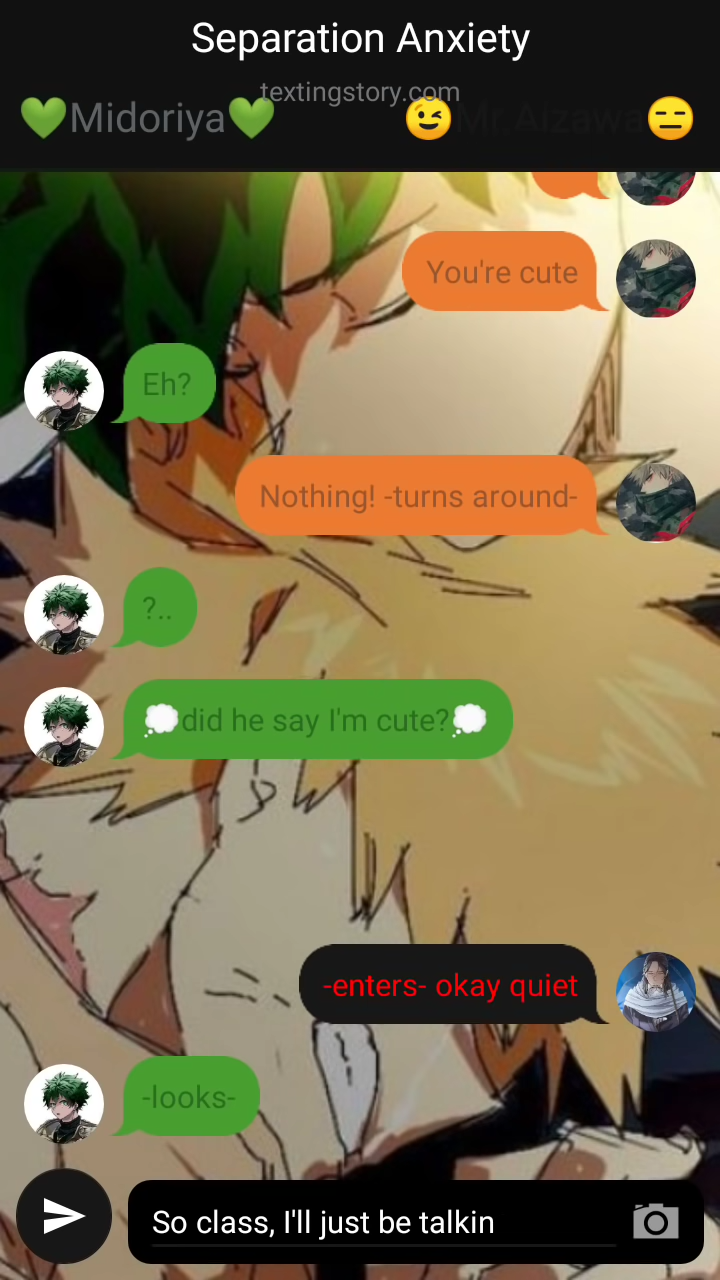 Separation Anxiety
textingstory.com
💚Midoriya💚 😉Mr.Aizawa😑
You're cute
Eh?
Nothing! -turns around-
?..
💭did he say I'm cute?💭
-enters- okay quiet
-looks-
So class, I'll just be talkin